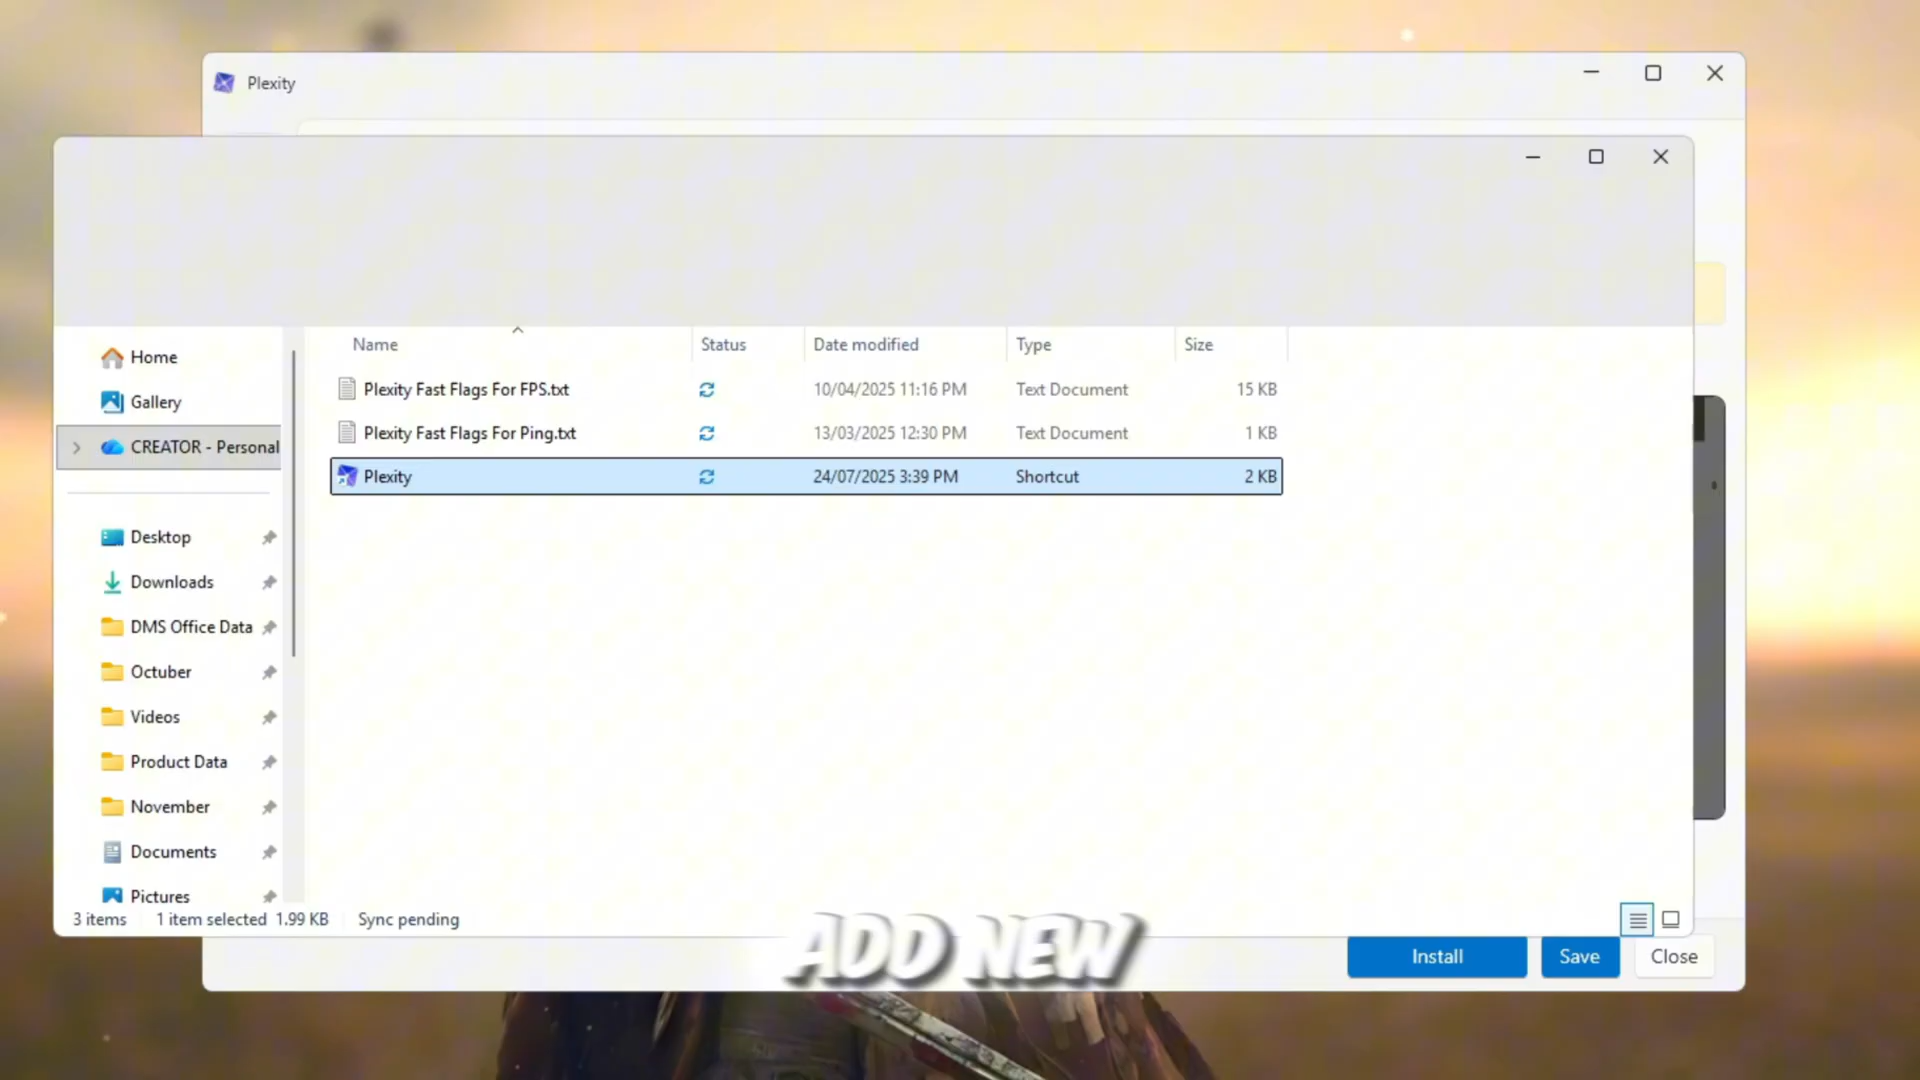 Plexity
Name Status Date modified Type Size
Plexity Fast Flags For FPS.txt 10/04/2025 11:16 PM Text Document 15 KB
Plexity Fast Flags For Ping.txt 13/03/2025 12:30 PM Text Document 1 KB
Plexity 24/07/2025 3:39 PM Shortcut 2 KB
Home
Gallery
CREATOR - Personal
Desktop
Downloads
DMS Office Data
Octuber
Videos
Product Data
November
Documents
Pictures
3 items 1 item selected 1.99 KB Sync pending
ADD NEW
Install Save Close